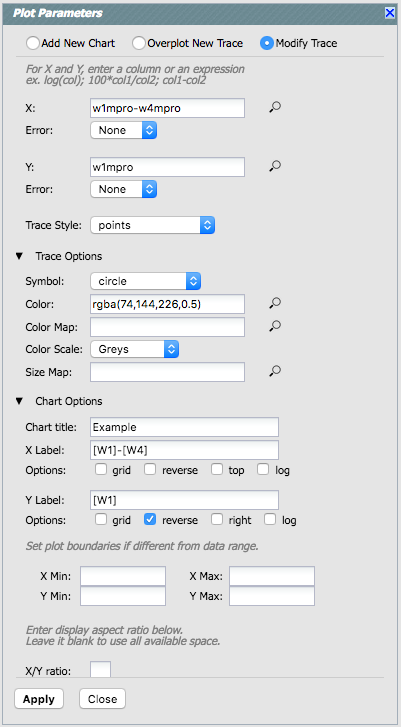 Plot Parameters
Add New Chart Overplot New Trace Modify Trace
For X and Y, enter a column or an expression
ex. log(col); 100*col1/col2; col1-col2
X: w1mpro-w4mpro
Error: None
Y: w1mpro
Error: None
Trace Style: points
Trace Options
Symbol: circle
Color: rgba(74,144,226,0.5)
Color Map:
Color Scale: Greys
Size Map:
Chart Options
Chart title: Example
X Label: [W1]-[W4]
Options: grid reverse top log
Y Label: [W1]
Options: grid reverse right log
Set plot boundaries if different from data range.
X Min: X Max:
Y Min: Y Max:
Enter display aspect ratio below.
Leave it blank to use all available space.
X/Y ratio:
Apply Close